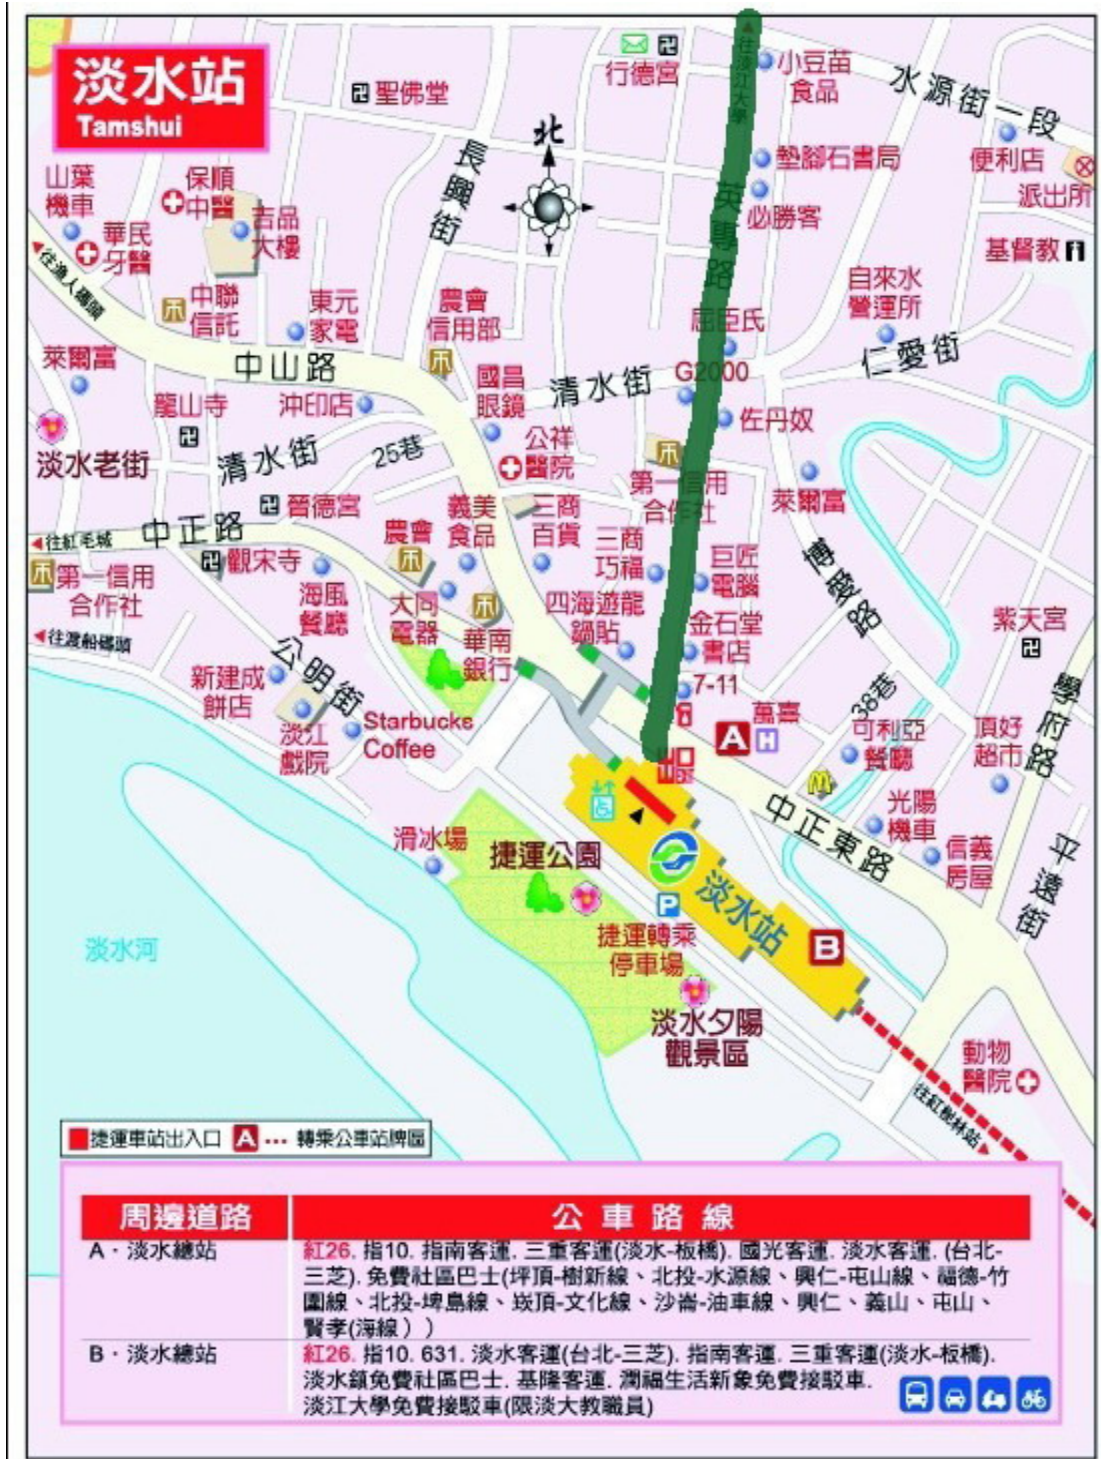 淡水站
Tamshui
往淡江大學
小豆苗
食品
水源街一段
行德宮
聖佛堂
北
長興街
墊腳石書局
便利店
派出所
山葉
機車
保順
中醫
吉品
大樓
華民
牙醫
英專路
必勝客
基督教
往漁人碼頭
中聯
信託
東元
家電
農會
信用部
自來水
營運所
屈臣氏
仁愛街
萊爾富
中山路
國昌
眼鏡
清水街
G2000
佐丹奴
龍山寺
沖印店
淡水老街
清水街
25巷
公祥
醫院
第一信用
合作社
萊爾富
晉德宮
義美
食品
三商
百貨
往紅毛城
中正路
農會
三商
巧福
巨匠
電腦
博愛路
第一信用
合作社
觀宋寺
海風
餐廳
大同
電器
四海遊龍
鍋貼
金石堂
書店
紫天宮
往渡船碼頭
公明街
華南
銀行
7-11
38巷
學府路
新建成
餅店
淡江
戲院
Starbucks
Coffee
出口
A
萬壽
H
可利亞
餐廳
頂好
超市
中正東路
光陽
機車
信義
房屋
平遠街
滑冰場
捷運公園
淡水站
P
B
淡水河
捷運轉乘
停車場
淡水夕陽
觀景區
動物
醫院
往紅樹林站
捷運車站出入口 A ··· 轉乘公車站牌區
周邊道路 公車路線
A·淡水總站 紅26. 指10. 指南客運. 三重客運(淡水-板橋). 國光客運. 淡水客運. (台北-
三芝). 免費社區巴士(坪頂-樹新線、北投-水源線、興仁-屯山線、福德-竹
圍線、北投-埤島線、崁頂-文化線、沙崙-油車線、興仁、義山、屯山、
賢孝(海線））
B·淡水總站 紅26. 指10. 631. 淡水客運(台北-三芝). 指南客運. 三重客運(淡水-板橋).
淡水鎮免費社區巴士. 基隆客運. 潤福生活新象免費接駁車.
淡江大學免費接駁車(限淡大教職員)